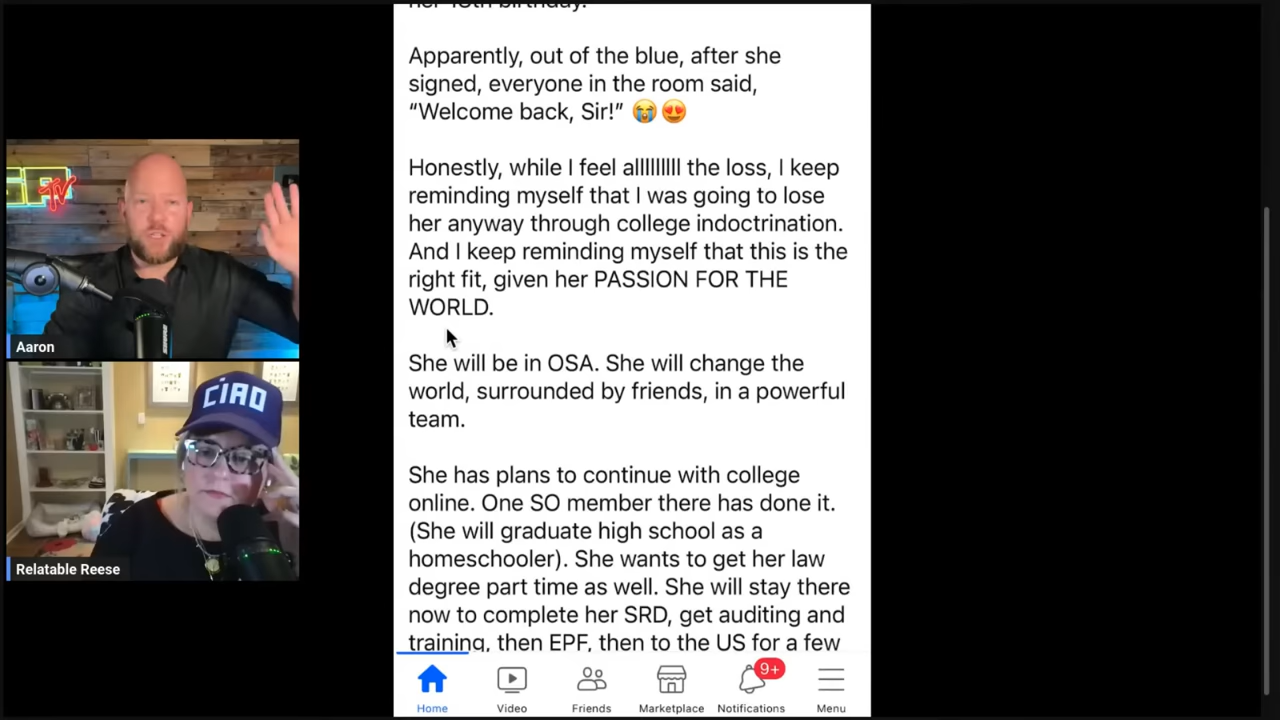 her 18th birthday.
Apparently, out of the blue, after she
signed, everyone in the room said,
“Welcome back, Sir!” 😭😍
Honestly, while I feel allllllll the loss, I keep
reminding myself that I was going to lose
her anyway through college indoctrination.
And I keep reminding myself that this is the
right fit, given her PASSION FOR THE
WORLD.
She will be in OSA. She will change the
world, surrounded by friends, in a powerful
team.
She has plans to continue with college
online. One SO member there has done it.
(She will graduate high school as a
homeschooler). She wants to get her law
degree part time as well. She will stay there
now to complete her SRD, get auditing and
training, then EPF, then to the US for a few
Home
Video
Friends
Marketplace
9+
Notifications
Menu
TV
Aaron
CIAO
Relatable Reese